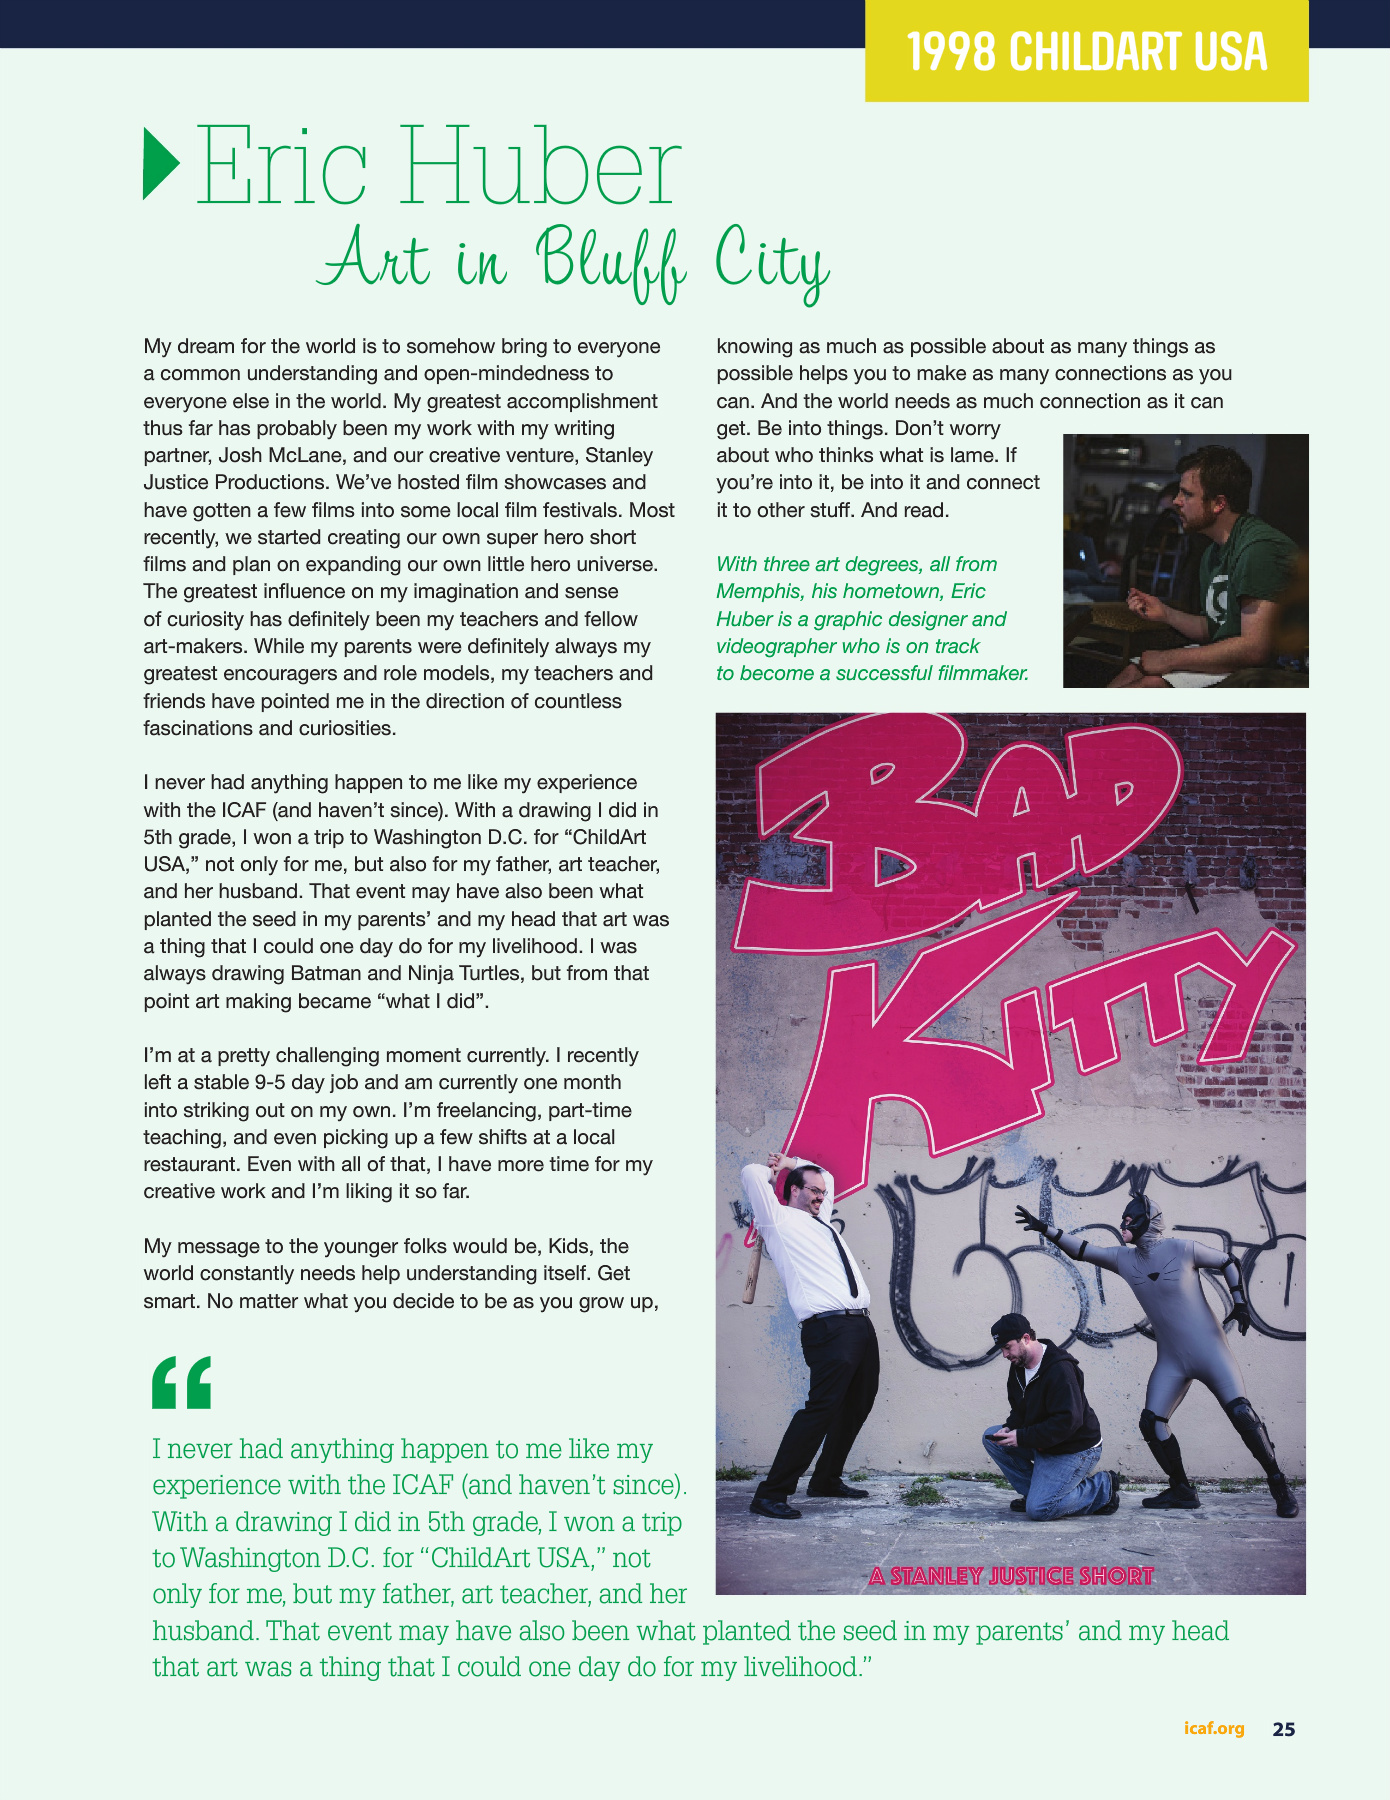 1998 CHILDART USA
Eric Huber
Art in Bluff City
My dream for the world is to somehow bring to everyone
a common understanding and open-mindedness to
everyone else in the world. My greatest accomplishment
thus far has probably been my work with my writing
partner, Josh McLane, and our creative venture, Stanley
Justice Productions. We’ve hosted film showcases and
have gotten a few films into some local film festivals. Most
recently, we started creating our own super hero short
films and plan on expanding our own little hero universe.
The greatest influence on my imagination and sense
of curiosity has definitely been my teachers and fellow
art-makers. While my parents were definitely always my
greatest encouragers and role models, my teachers and
friends have pointed me in the direction of countless
fascinations and curiosities.
I never had anything happen to me like my experience
with the ICAF (and haven’t since). With a drawing I did in
5th grade, I won a trip to Washington D.C. for “ChildArt
USA,” not only for me, but also for my father, art teacher,
and her husband. That event may have also been what
planted the seed in my parents’ and my head that art was
a thing that I could one day do for my livelihood. I was
always drawing Batman and Ninja Turtles, but from that
point art making became “what I did”.
I’m at a pretty challenging moment currently. I recently
left a stable 9-5 day job and am currently one month
into striking out on my own. I’m freelancing, part-time
teaching, and even picking up a few shifts at a local
restaurant. Even with all of that, I have more time for my
creative work and I’m liking it so far.
My message to the younger folks would be, Kids, the
world constantly needs help understanding itself. Get
smart. No matter what you decide to be as you grow up,
knowing as much as possible about as many things as
possible helps you to make as many connections as you
can. And the world needs as much connection as it can
get. Be into things. Don’t worry
about who thinks what is lame. If
you’re into it, be into it and connect
it to other stuff. And read.
With three art degrees, all from
Memphis, his hometown, Eric
Huber is a graphic designer and
videographer who is on track
to become a successful filmmaker.
BAD
KITTY
A STANLEY JUSTICE SHORT
“
I never had anything happen to me like my
experience with the ICAF (and haven’t since).
With a drawing I did in 5th grade, I won a trip
to Washington D.C. for “ChildArt USA,” not
only for me, but my father, art teacher, and her
husband. That event may have also been what planted the seed in my parents’ and my head
that art was a thing that I could one day do for my livelihood.”
icaf.org 25